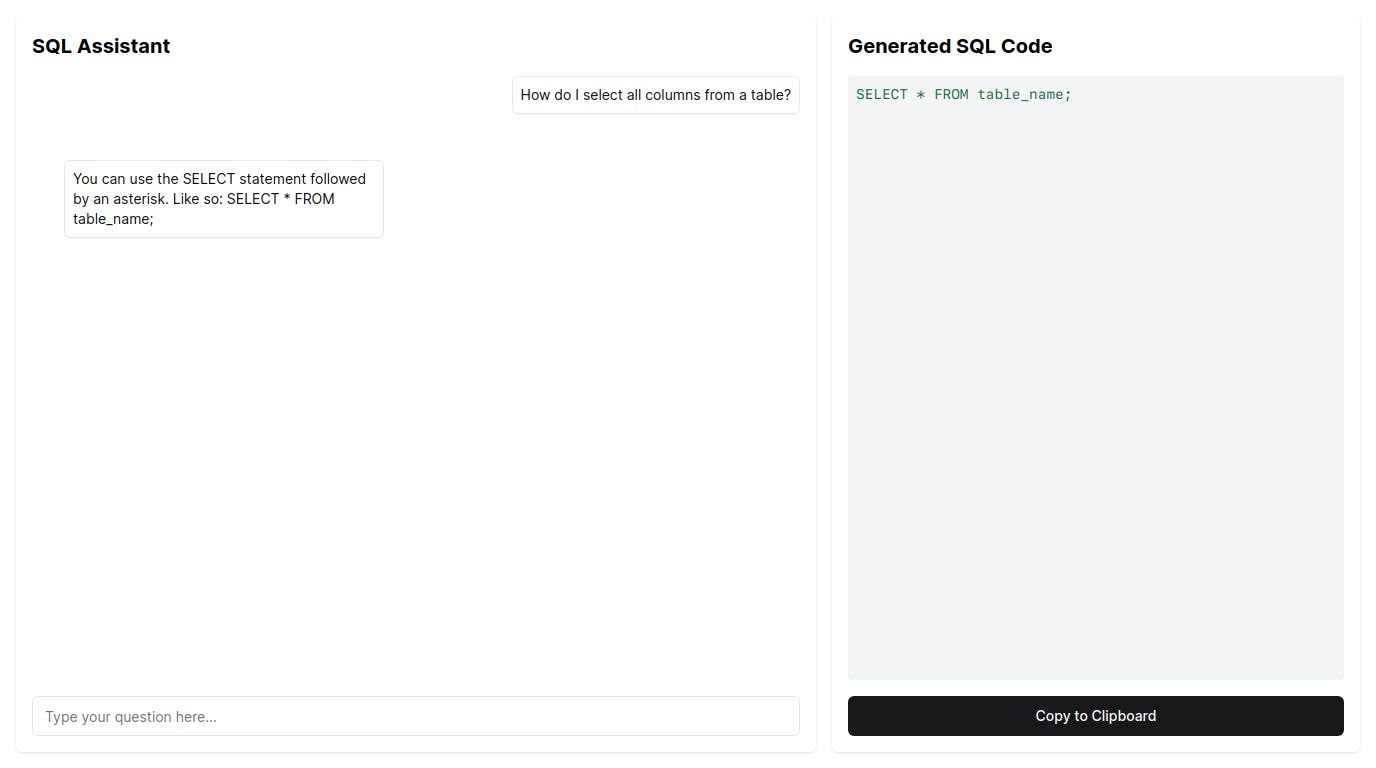 SQL Assistant
How do I select all columns from a table?
You can use the SELECT statement followed
by an asterisk. Like so: SELECT * FROM
table_name;
Type your question here...
Generated SQL Code
SELECT * FROM table_name;
Copy to Clipboard